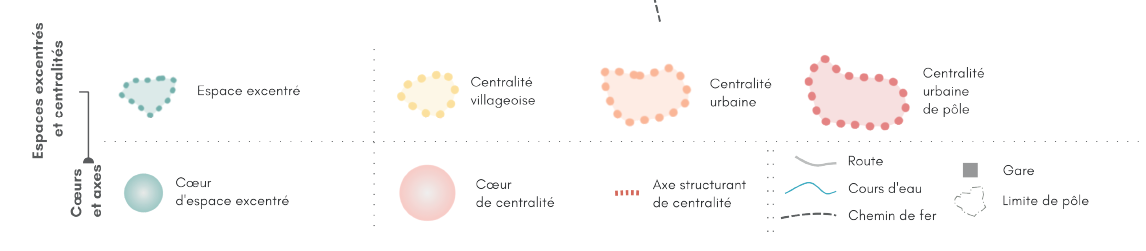 Espaces excentrés
et centralités
Espace excentré
Centralité
villageoise
Centralité
urbaine
Centralité
urbaine
de pôle
Cœurs
et axes
Cœur
d'espace excentré
Cœur
de centralité
Axe structurant
de centralité
Route
Cours d'eau
Chemin de fer
Gare
Limite de pôle